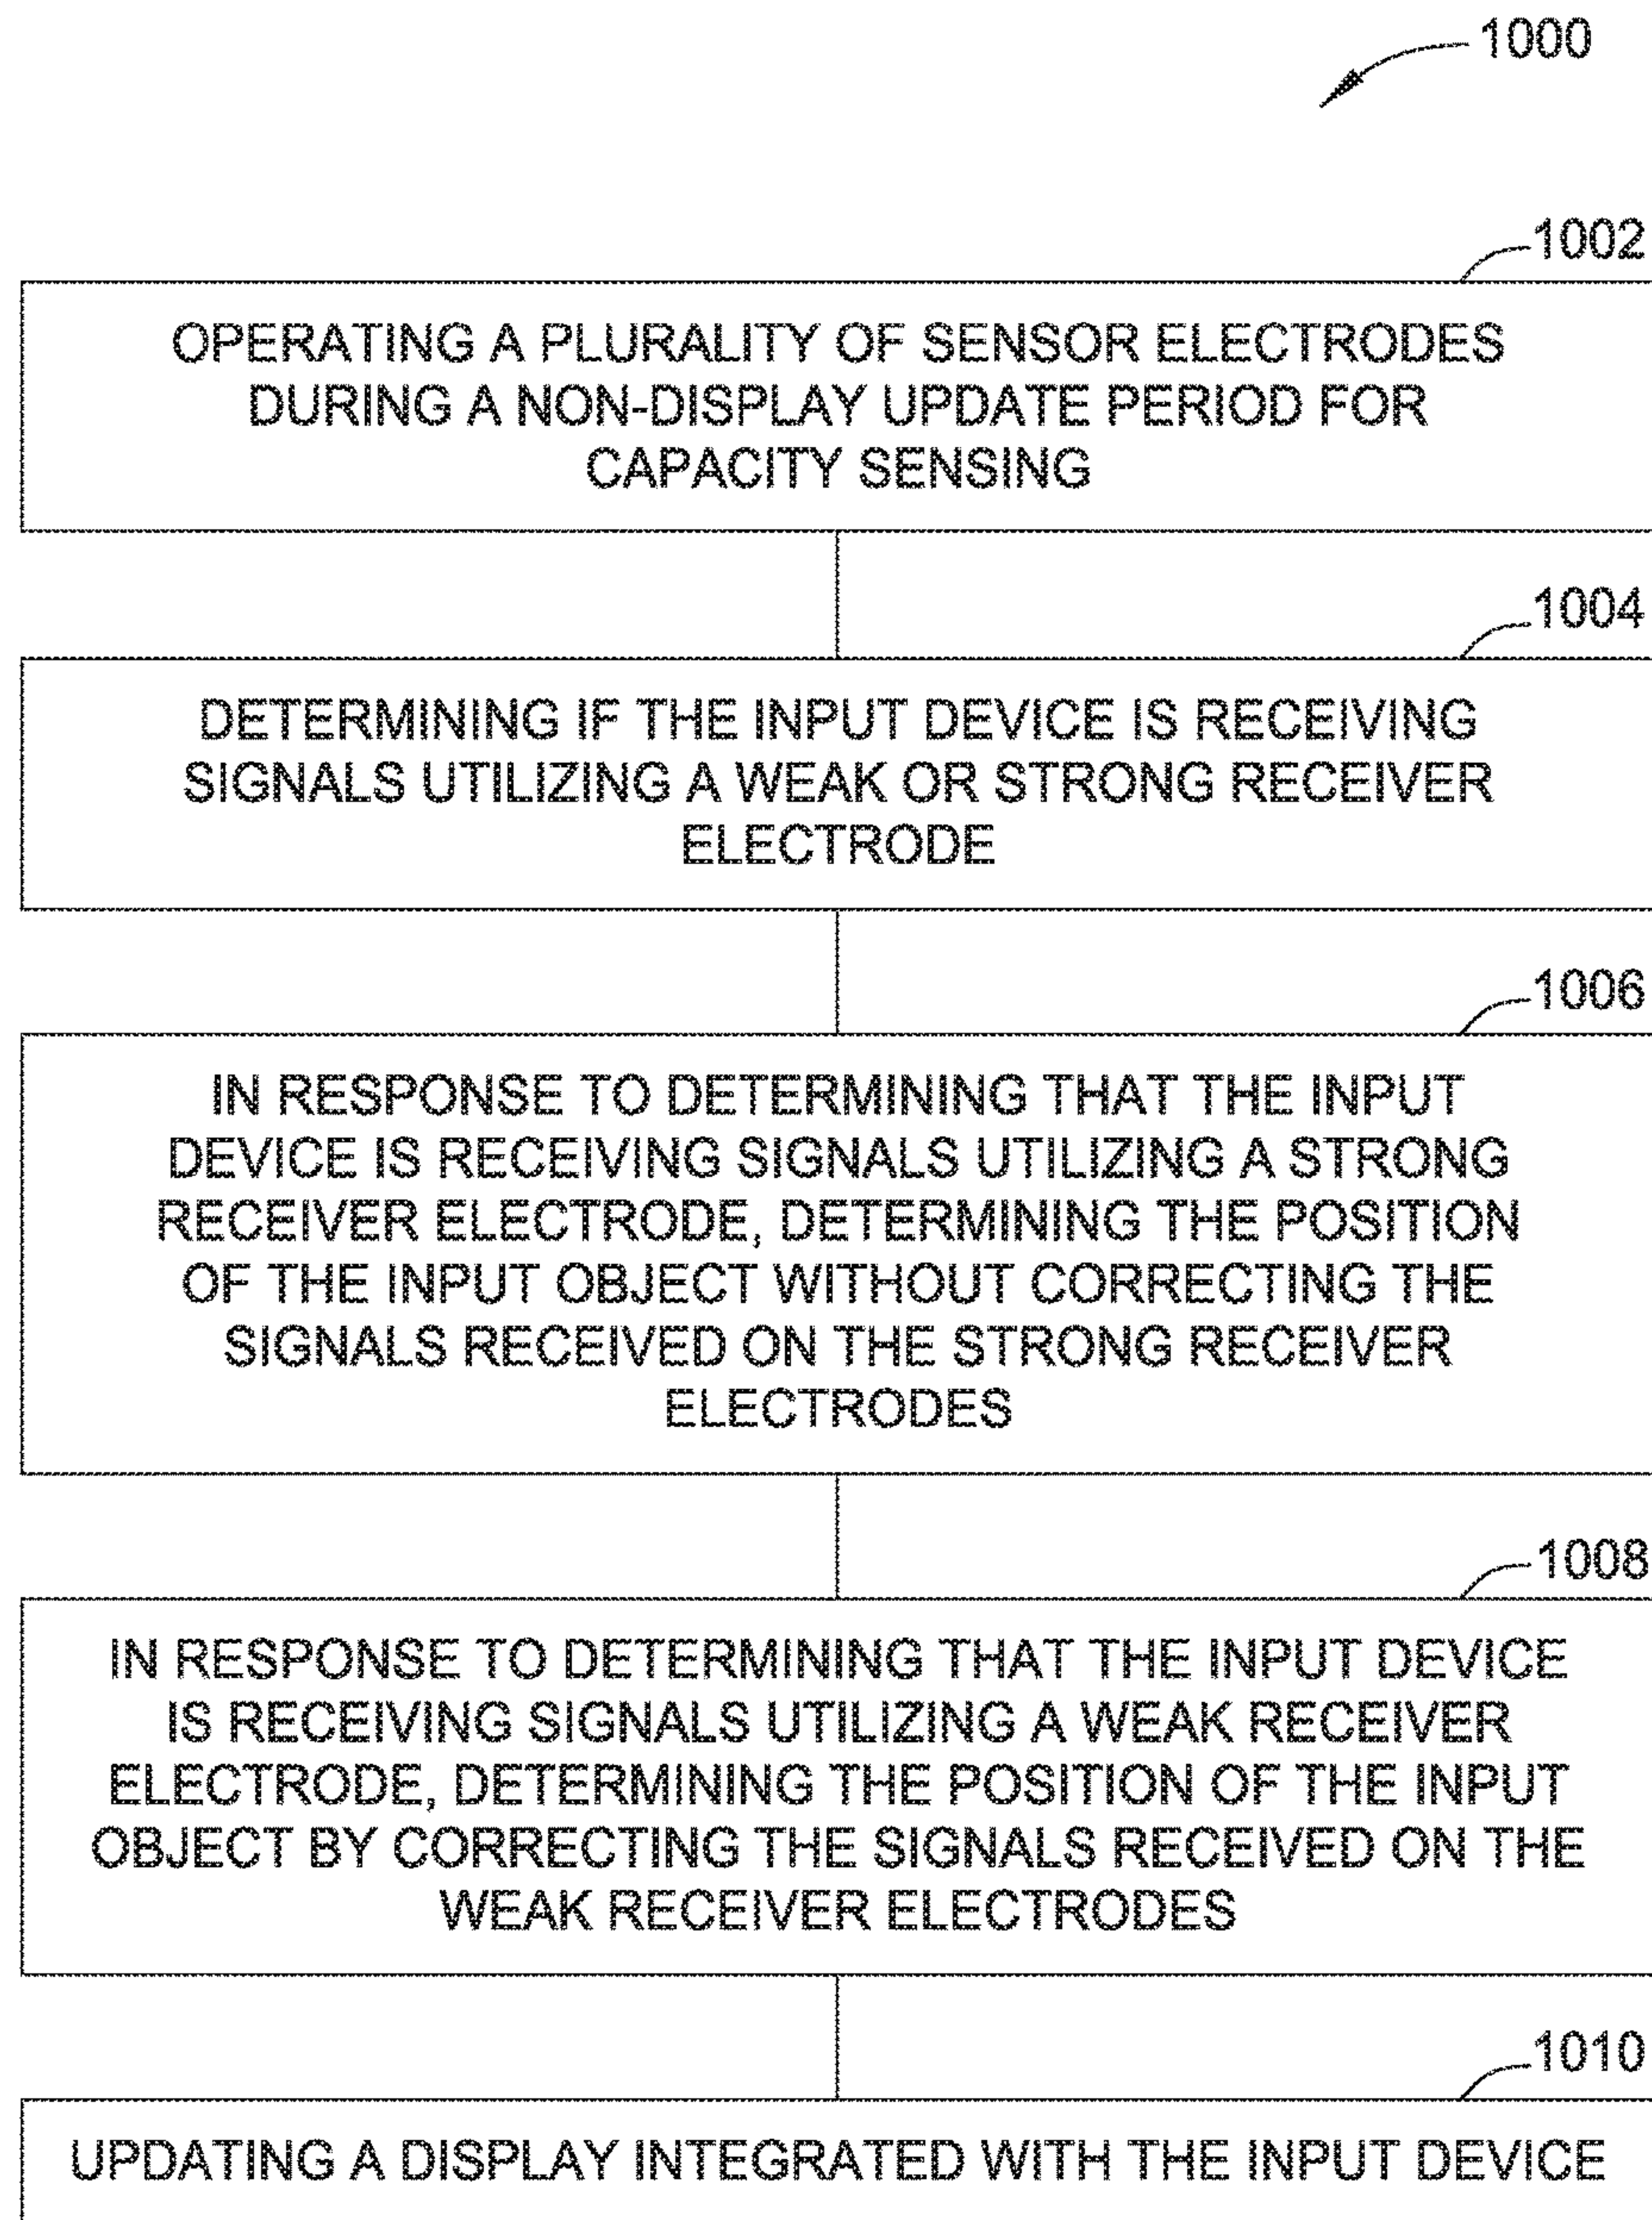 1000
1002
OPERATING A PLURALITY OF SENSOR ELECTRODES
DURING A NON-DISPLAY UPDATE PERIOD FOR
CAPACITY SENSING
1004
DETERMINING IF THE INPUT DEVICE IS RECEIVING
SIGNALS UTILIZING A WEAK OR STRONG RECEIVER
ELECTRODE
1006
IN RESPONSE TO DETERMINING THAT THE INPUT
DEVICE IS RECEIVING SIGNALS UTILIZING A STRONG
RECEIVER ELECTRODE, DETERMINING THE POSITION
OF THE INPUT OBJECT WITHOUT CORRECTING THE
SIGNALS RECEIVED ON THE STRONG RECEIVER
ELECTRODES
1008
IN RESPONSE TO DETERMINING THAT THE INPUT DEVICE
IS RECEIVING SIGNALS UTILIZING A WEAK RECEIVER
ELECTRODE, DETERMINING THE POSITION OF THE INPUT
OBJECT BY CORRECTING THE SIGNALS RECEIVED ON THE
WEAK RECEIVER ELECTRODES
1010
UPDATING A DISPLAY INTEGRATED WITH THE INPUT DEVICE